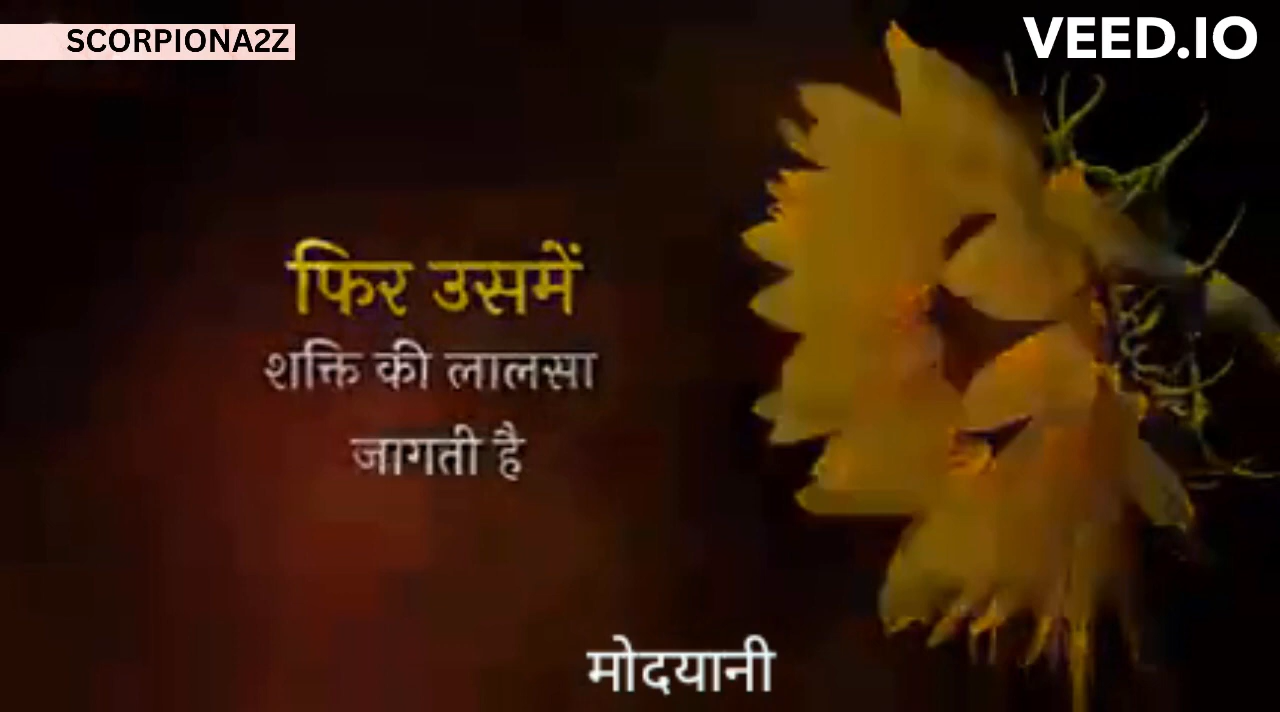 SCORPIONA2Z
VEED.IO
फिर उसमें
शक्ति की लालसा
जागती है
मोदयानी